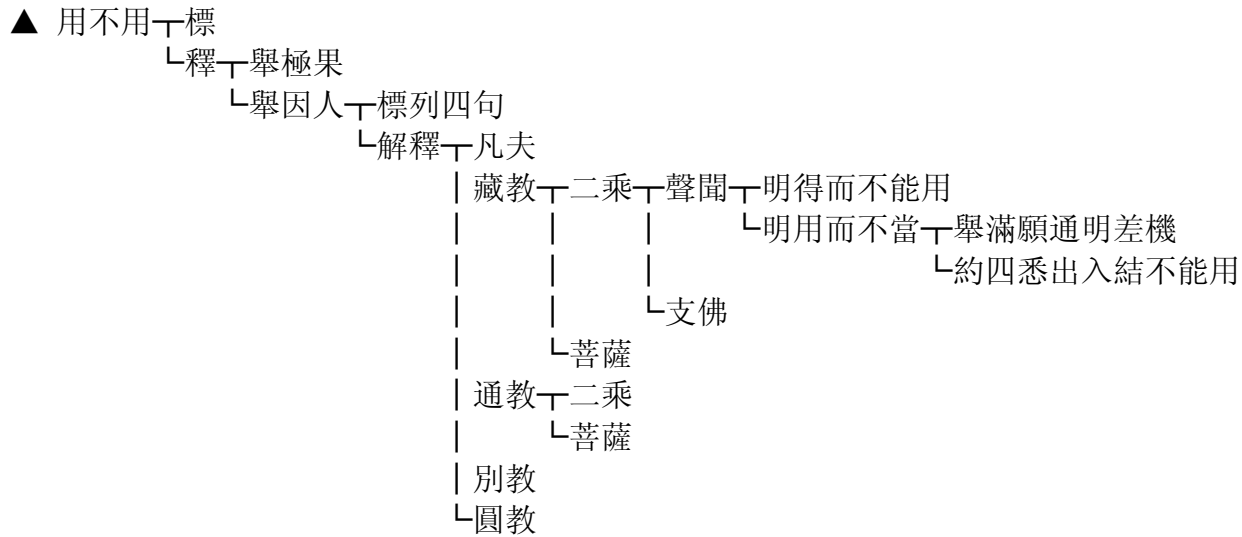 ▲ 用不用┬標
└釋┬舉極果
└舉因人┬標列四句
└解釋┬凡夫
│藏教┬二乘┬聲聞┬明得而不能用
│ │ │ └明用而不當┬舉滿願通明差機
│ │ │ └約四悉出入結不能用
│ │ └支佛
│ └菩薩
│通教┬二乘
│ └菩薩
│別教
└圓教